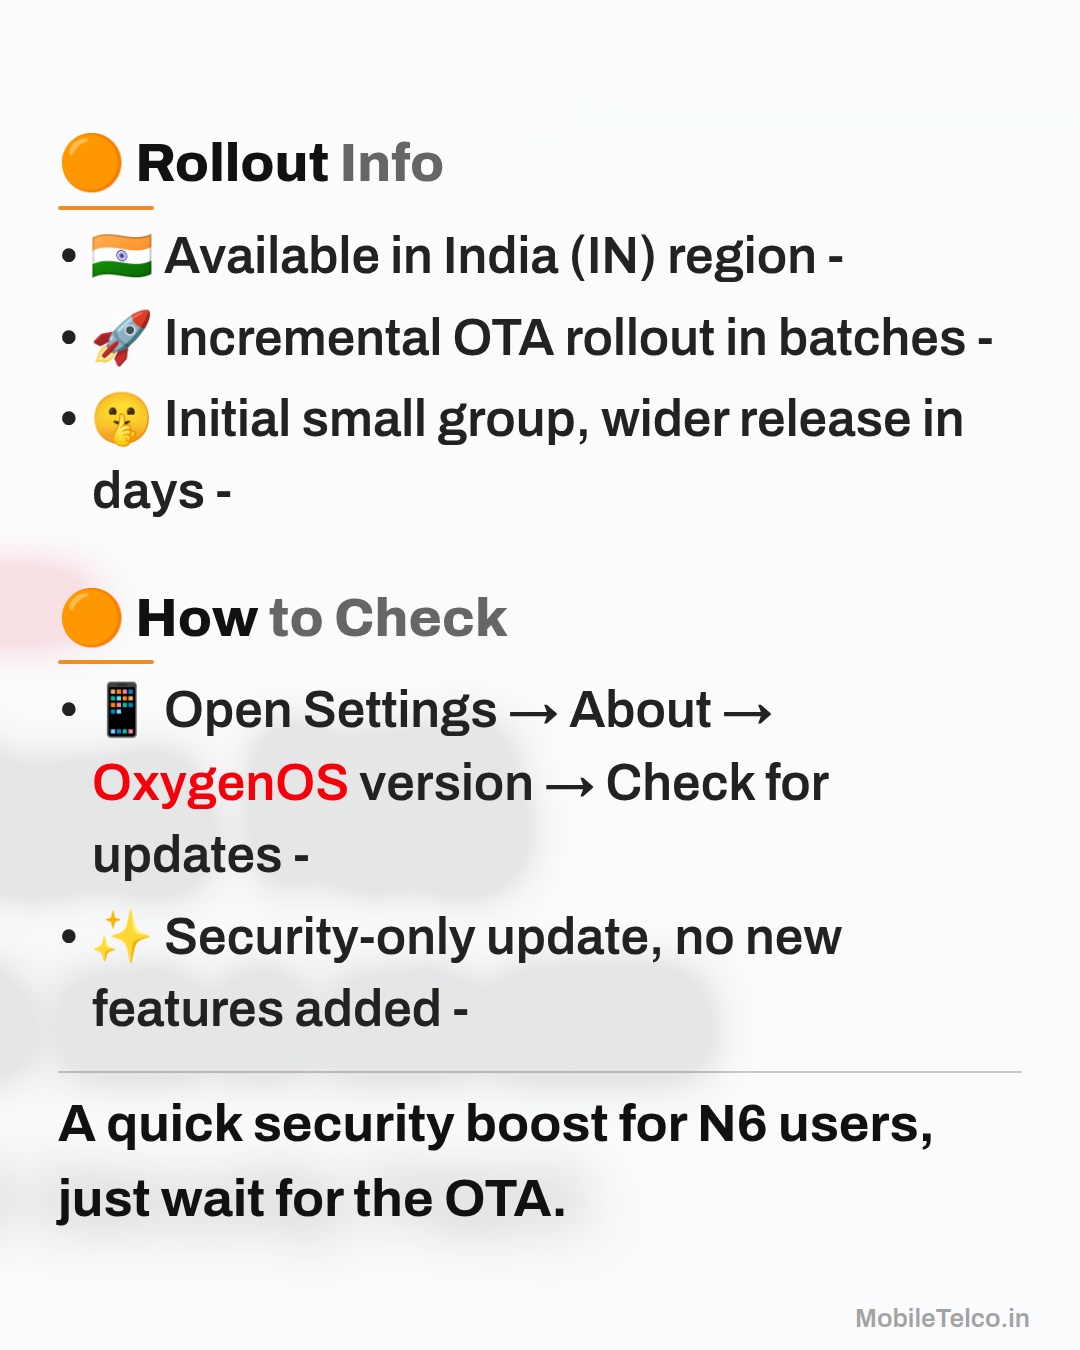 🟠 Rollout Info
• 🇮🇳 Available in India (IN) region -
• 🚀 Incremental OTA rollout in batches -
• 🤫 Initial small group, wider release in
days -
🟠 How to Check
• 📱 Open Settings → About →
OxygenOS version → Check for
updates -
• ✨ Security-only update, no new
features added -
A quick security boost for N6 users,
just wait for the OTA.
MobileTelco.in